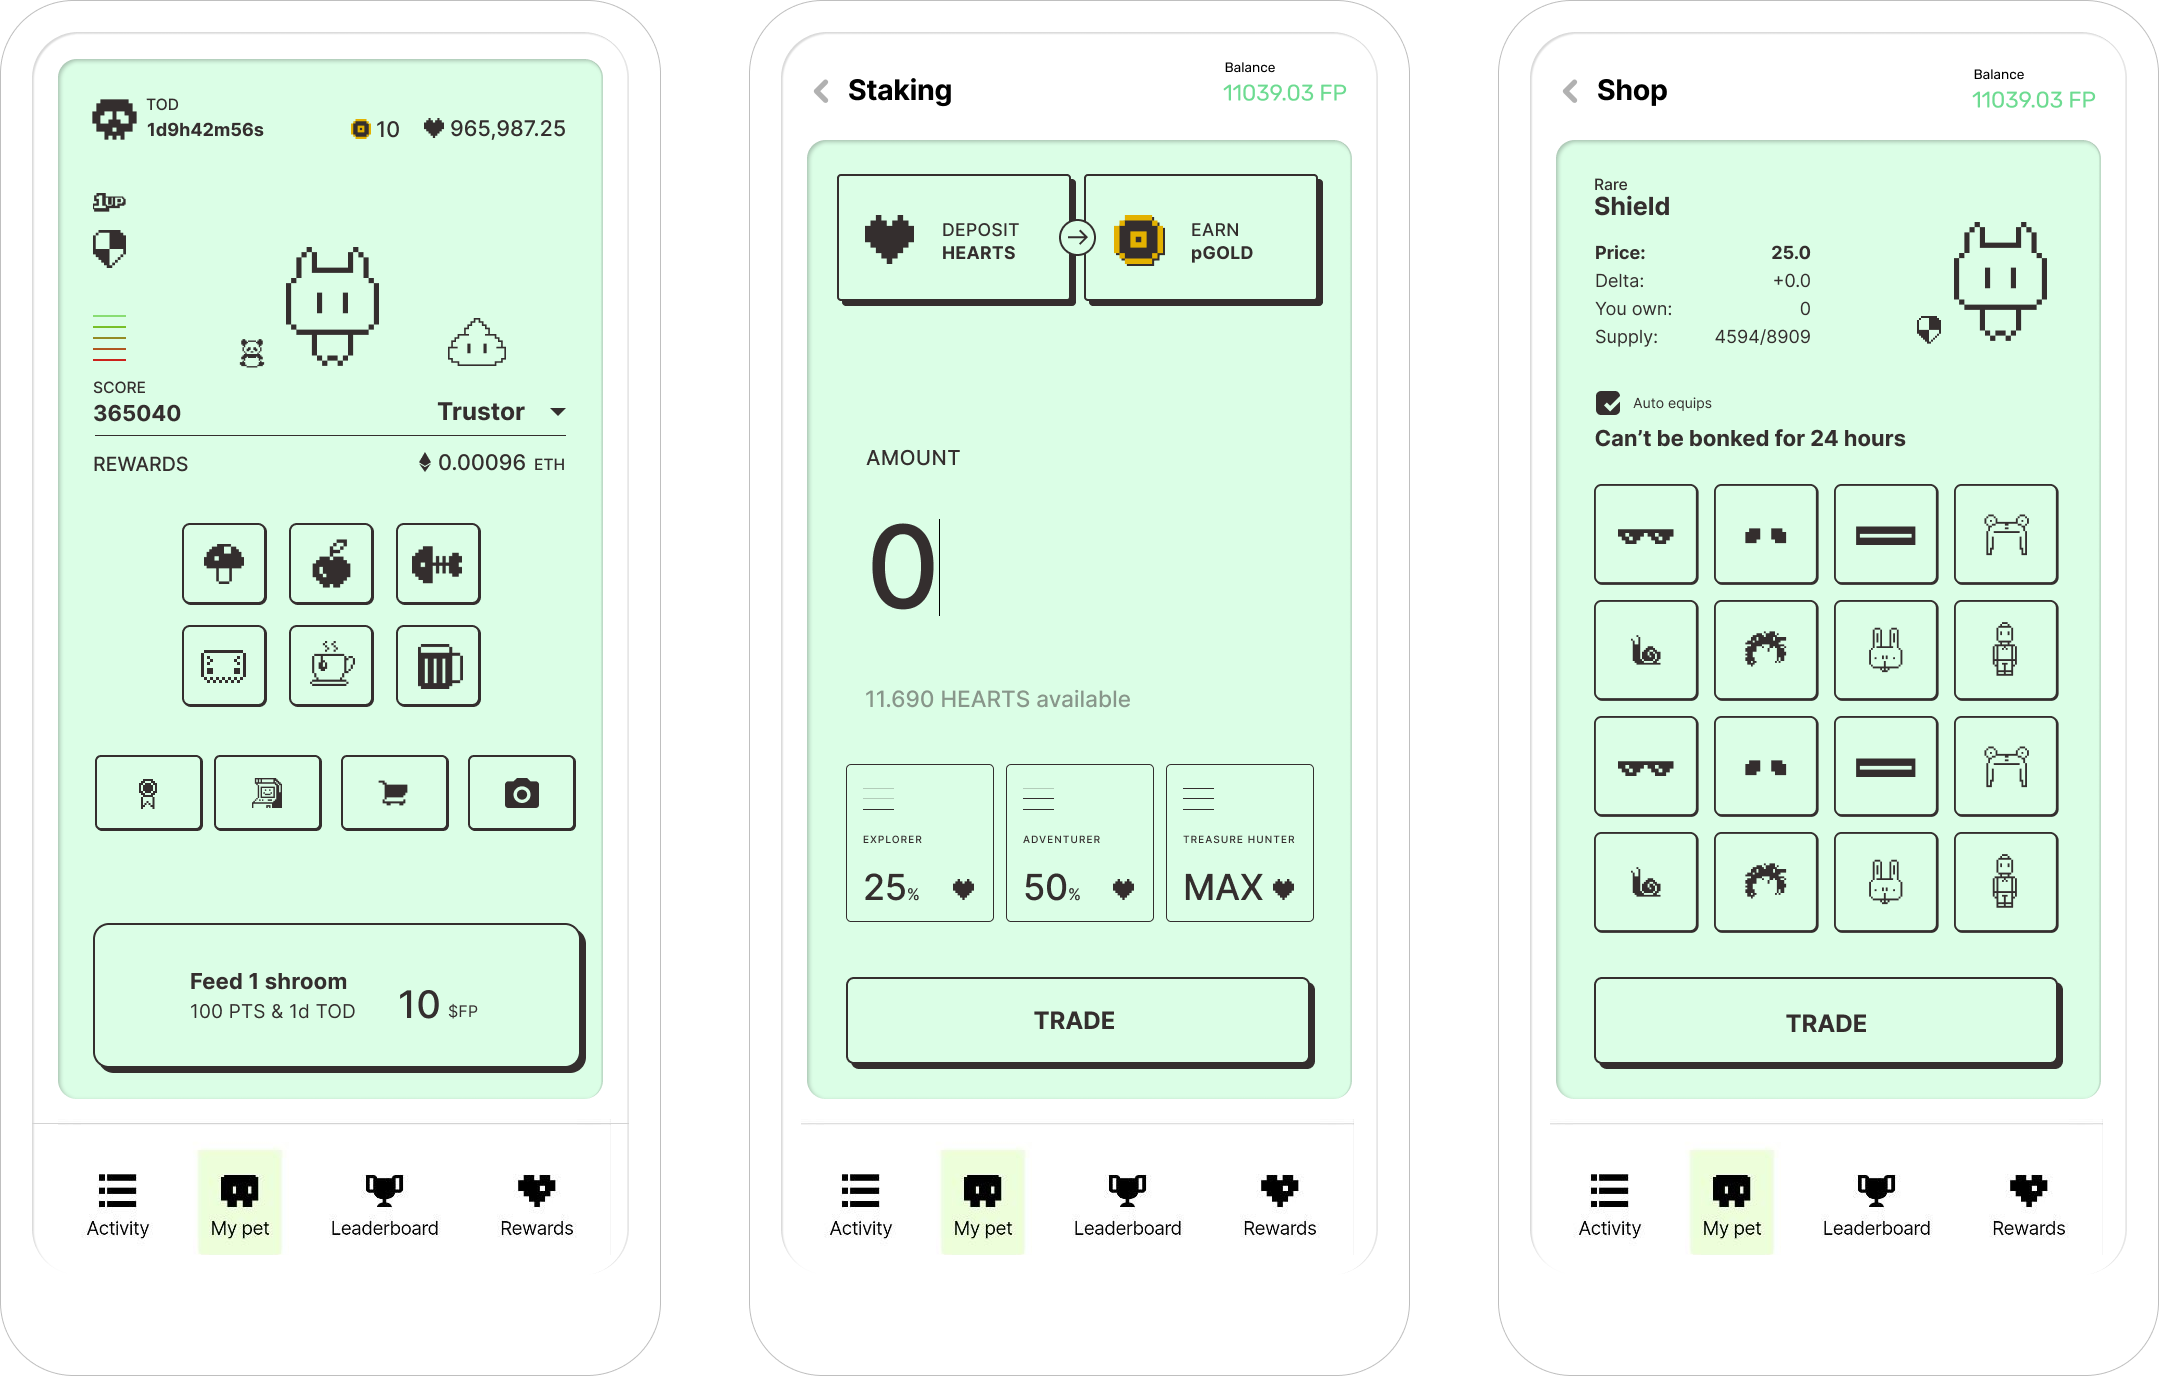 TOD
1d9h42m56s
10
965,987.25
1UP
SCORE
365040
Trustor
REWARDS
0.00096 ETH
Feed 1 shroom
100 PTS & 1d TOD
10 $FP
Activity
My pet
Leaderboard
Rewards
Staking
Balance
11039.03 FP
DEPOSIT
HEARTS
EARN
pGOLD
AMOUNT
0
11.690 HEARTS available
EXPLORER
25%
ADVENTURER
50%
TREASURE HUNTER
MAX
TRADE
Activity
My pet
Leaderboard
Rewards
Shop
Balance
11039.03 FP
Rare
Shield
Price: 25.0
Delta: +0.0
You own: 0
Supply: 4594/8909
Auto equips
Can't be bonked for 24 hours
TRADE
Activity
My pet
Leaderboard
Rewards